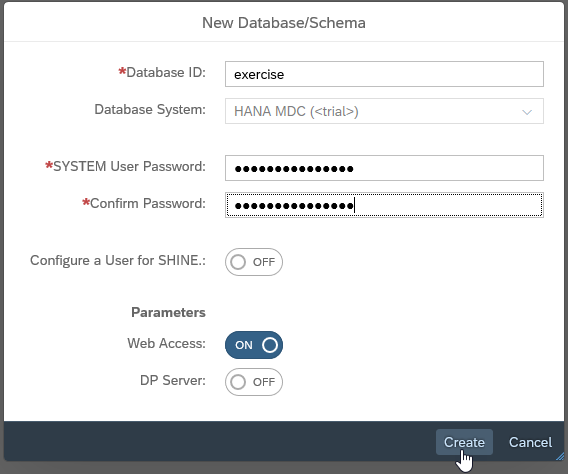 New Database/Schema
*Database ID: exercise
Database System: HANA MDC (<trial>)
*SYSTEM User Password: ●●●●●●●●●●●●●●●
*Confirm Password: ●●●●●●●●●●●●●●●
Configure a User for SHINE.: OFF
Parameters
Web Access: ON
DP Server: OFF
Create Cancel